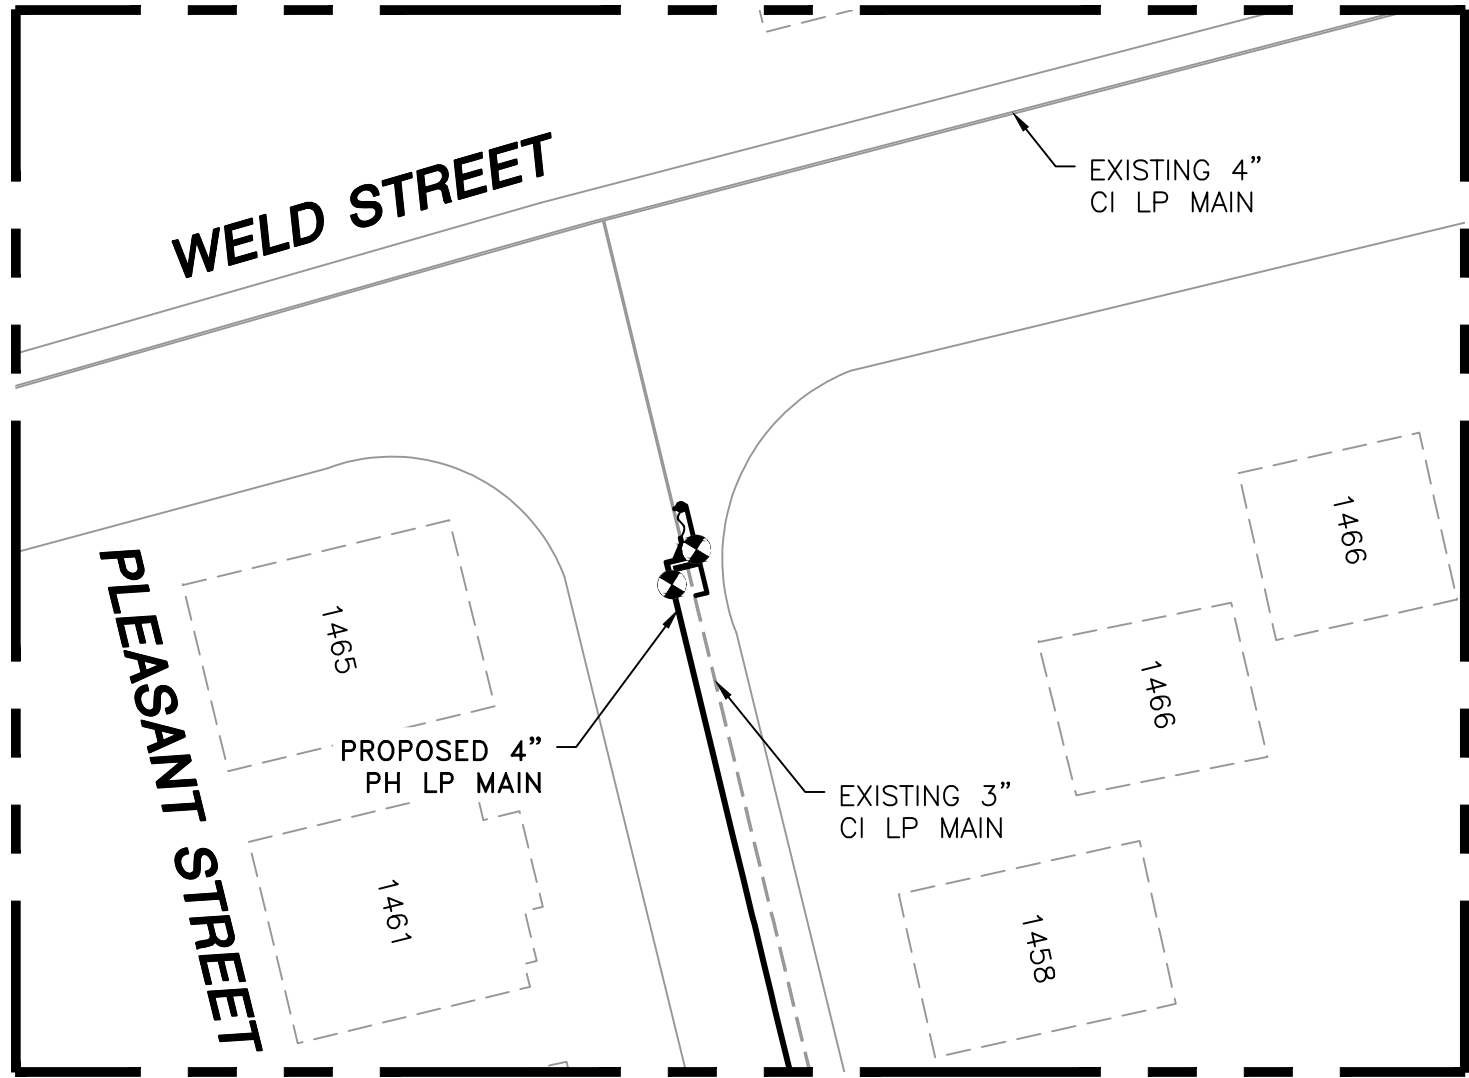 WELD STREET
EXISTING 4”
CI LP MAIN
1466
PLEASANT STREET
1465
1466
PROPOSED 4”
PH LP MAIN
EXISTING 3”
CI LP MAIN
1461
1458